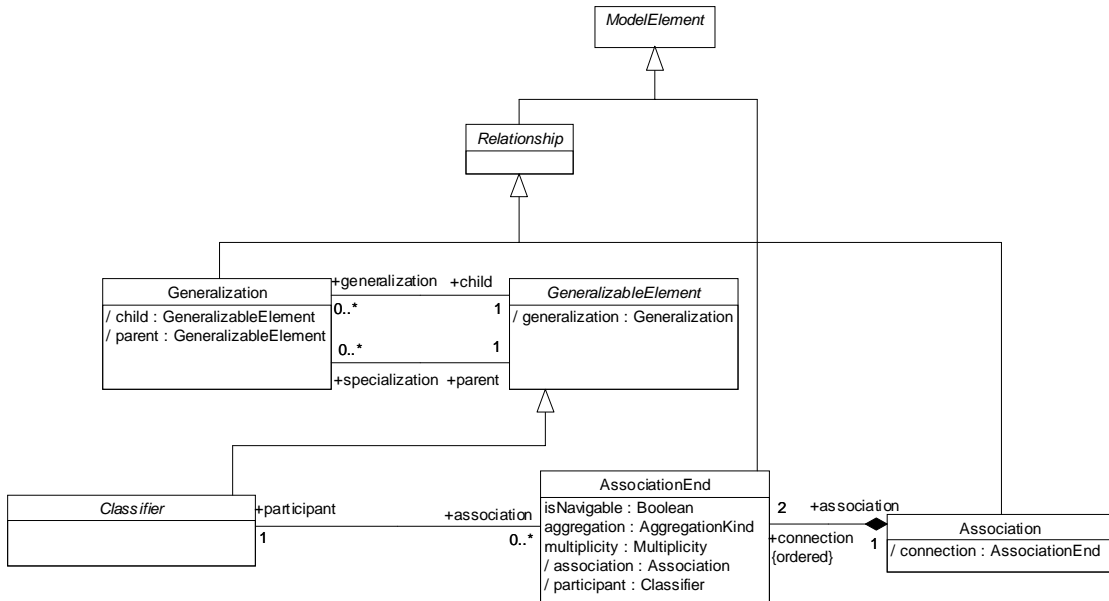 ModelElement
Relationship
+generalization +child
Generalization
GeneralizableElement
/ child : GeneralizableElement
/ parent : GeneralizableElement
0..* 1
/ generalization : Generalization
0..* 1
+specialization +parent
AssociationEnd
isNavigable : Boolean
aggregation : AggregationKind
multiplicity : Multiplicity
/ association : Association
/ participant : Classifier
Classifier
+participant +association
1 0..*
2 +association
+connection 1
{ordered}
Association
/ connection : AssociationEnd